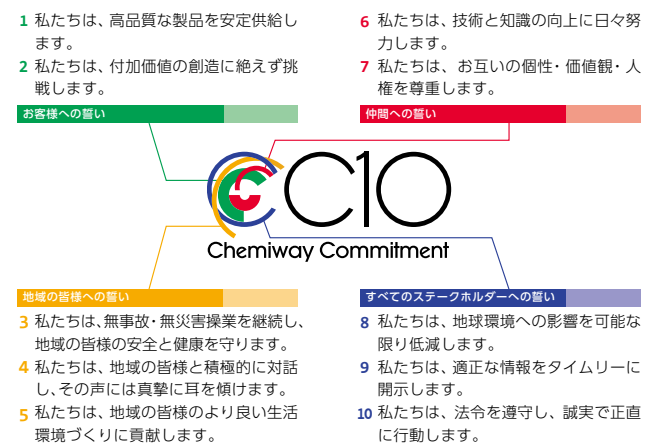 1 私たちは、高品質な製品を安定供給し
ます。
2 私たちは、付加価値の創造に絶えず挑
戦します。
お客様への誓い
6 私たちは、技術と知識の向上に日々努
力します。
7 私たちは、お互いの個性・価値観・人
権を尊重します。
仲間への誓い
C10
Chemiway Commitment
地域の皆様への誓い
3 私たちは、無事故・無災害操業を継続し、
地域の皆様の安全と健康を守ります。
4 私たちは、地域の皆様と積極的に対話
し、その声には真摯に耳を傾けます。
5 私たちは、地域の皆様のより良い生活
環境づくりに貢献します。
すべてのステークホルダーへの誓い
8 私たちは、地球環境への影響を可能な
限り低減します。
9 私たちは、適正な情報をタイムリーに
開示します。
10 私たちは、法令を遵守し、誠実で正直
に行動します。